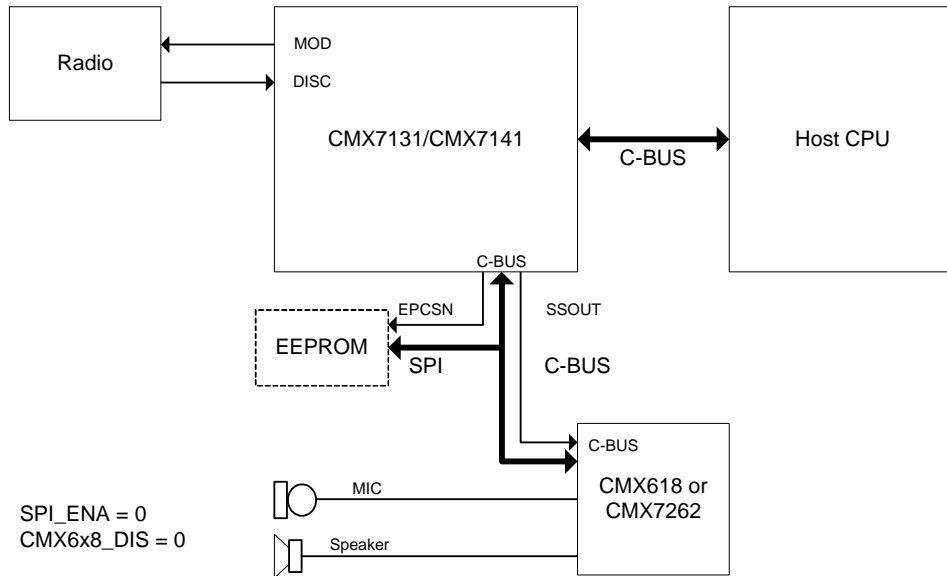 Radio
MOD
DISC
CMX7131/CMX7141
C-BUS
Host CPU
C-BUS
EPCSN
SSOUT
EEPROM
SPI
C-BUS
C-BUS
CMX618 or
CMX7262
MIC
Speaker
SPI_ENA = 0
CMX6x8_DIS = 0